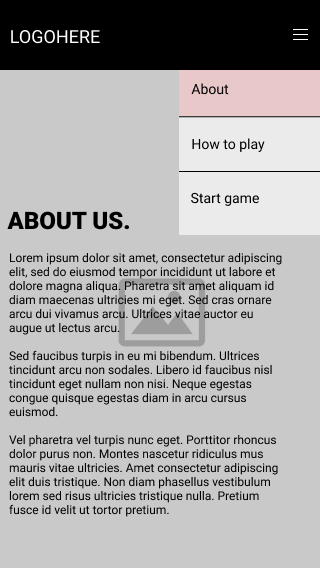 LOGOHERE
About
How to play
Start game
ABOUT US.
Lorem ipsum dolor sit amet, consectetur adipiscing
elit, sed do eiusmod tempor incididunt ut labore et
dolore magna aliqua. Pharetra sit amet aliquam id
diam maecenas ultricies mi eget. Sed cras ornare
arcu dui vivamus arcu. Ultrices vitae auctor eu
augue ut lectus arcu.
Sed faucibus turpis in eu mi bibendum. Ultrices
tincidunt arcu non sodales. Libero id faucibus nisl
tincidunt eget nullam non nisi. Neque egestas
congue quisque egestas diam in arcu cursus
euismod.
Vel pharetra vel turpis nunc eget. Porttitor rhoncus
dolor purus non. Montes nascetur ridiculus mus
mauris vitae ultricies. Amet consectetur adipiscing
elit duis tristique. Non diam phasellus vestibulum
lorem sed risus ultricies tristique nulla. Pretium
fusce id velit ut tortor pretium.